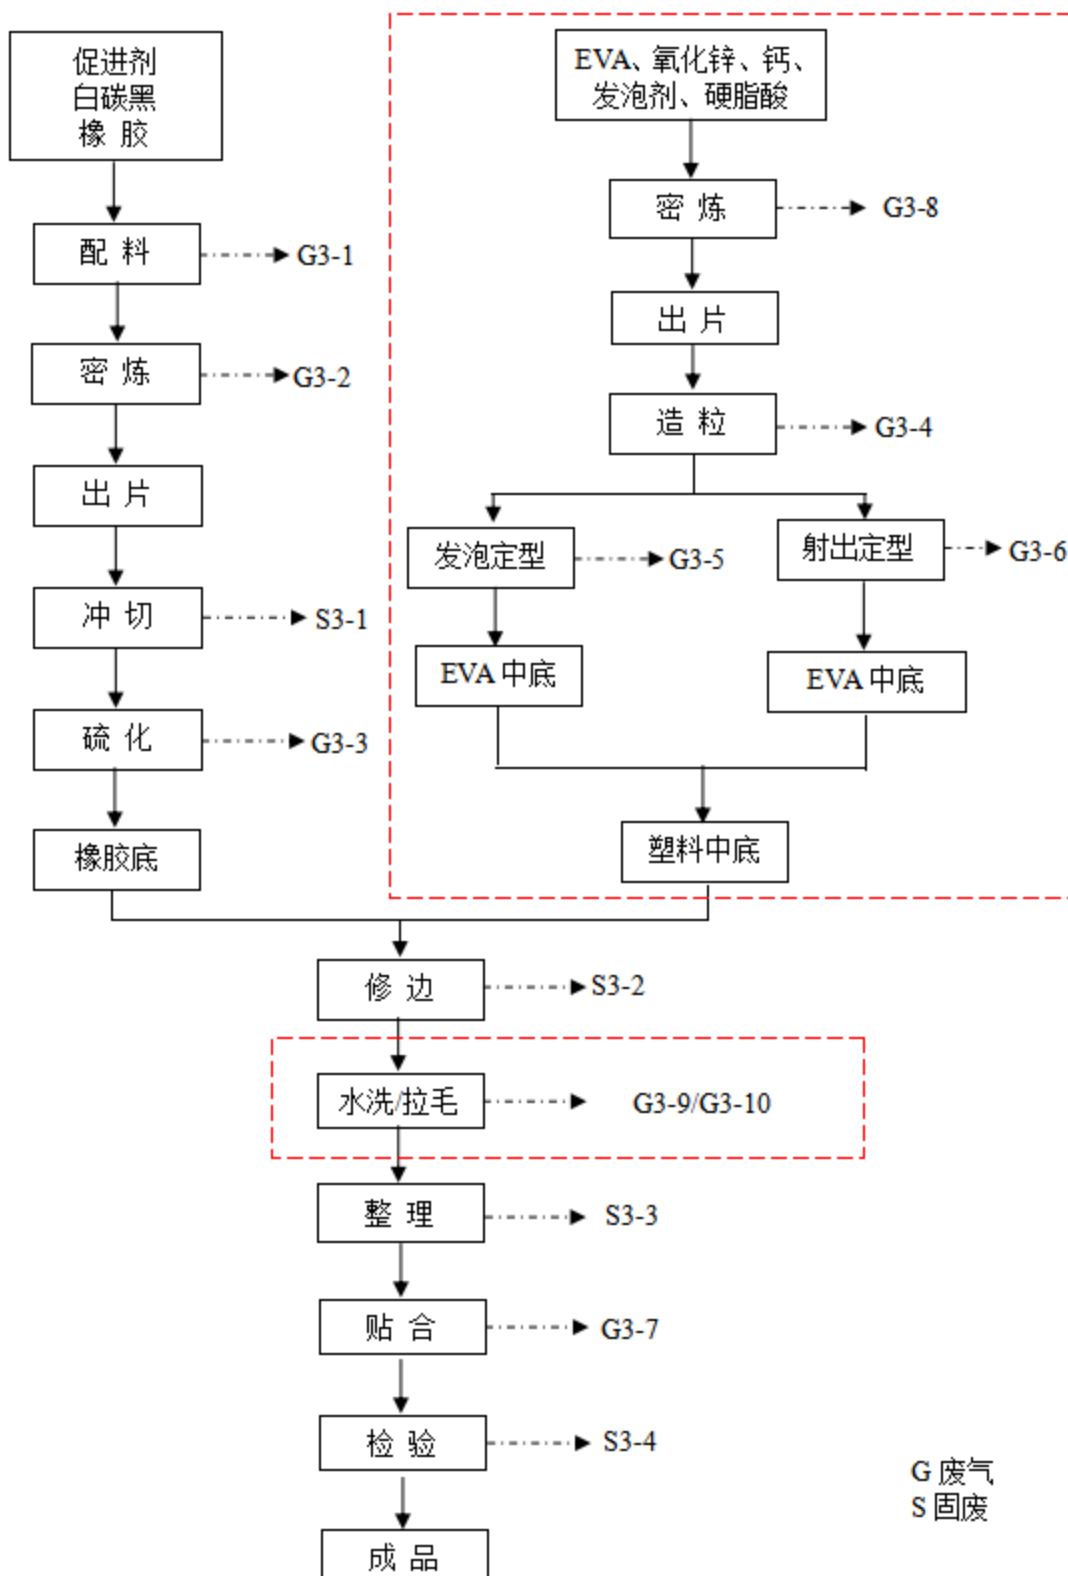 促进剂
白碳黑
橡 胶
配 料
G3-1
密 炼
G3-2
出 片
冲 切
S3-1
硫 化
G3-3
橡胶底
EVA、氧化锌、钙、
发泡剂、硬脂酸
密 炼
G3-8
出 片
造 粒
G3-4
发泡定型
G3-5
射出定型
G3-6
EVA 中底
EVA 中底
塑料中底
修 边
S3-2
水洗/拉毛
G3-9/G3-10
整 理
S3-3
贴 合
G3-7
检 验
S3-4
成 品
G 废气
S 固废